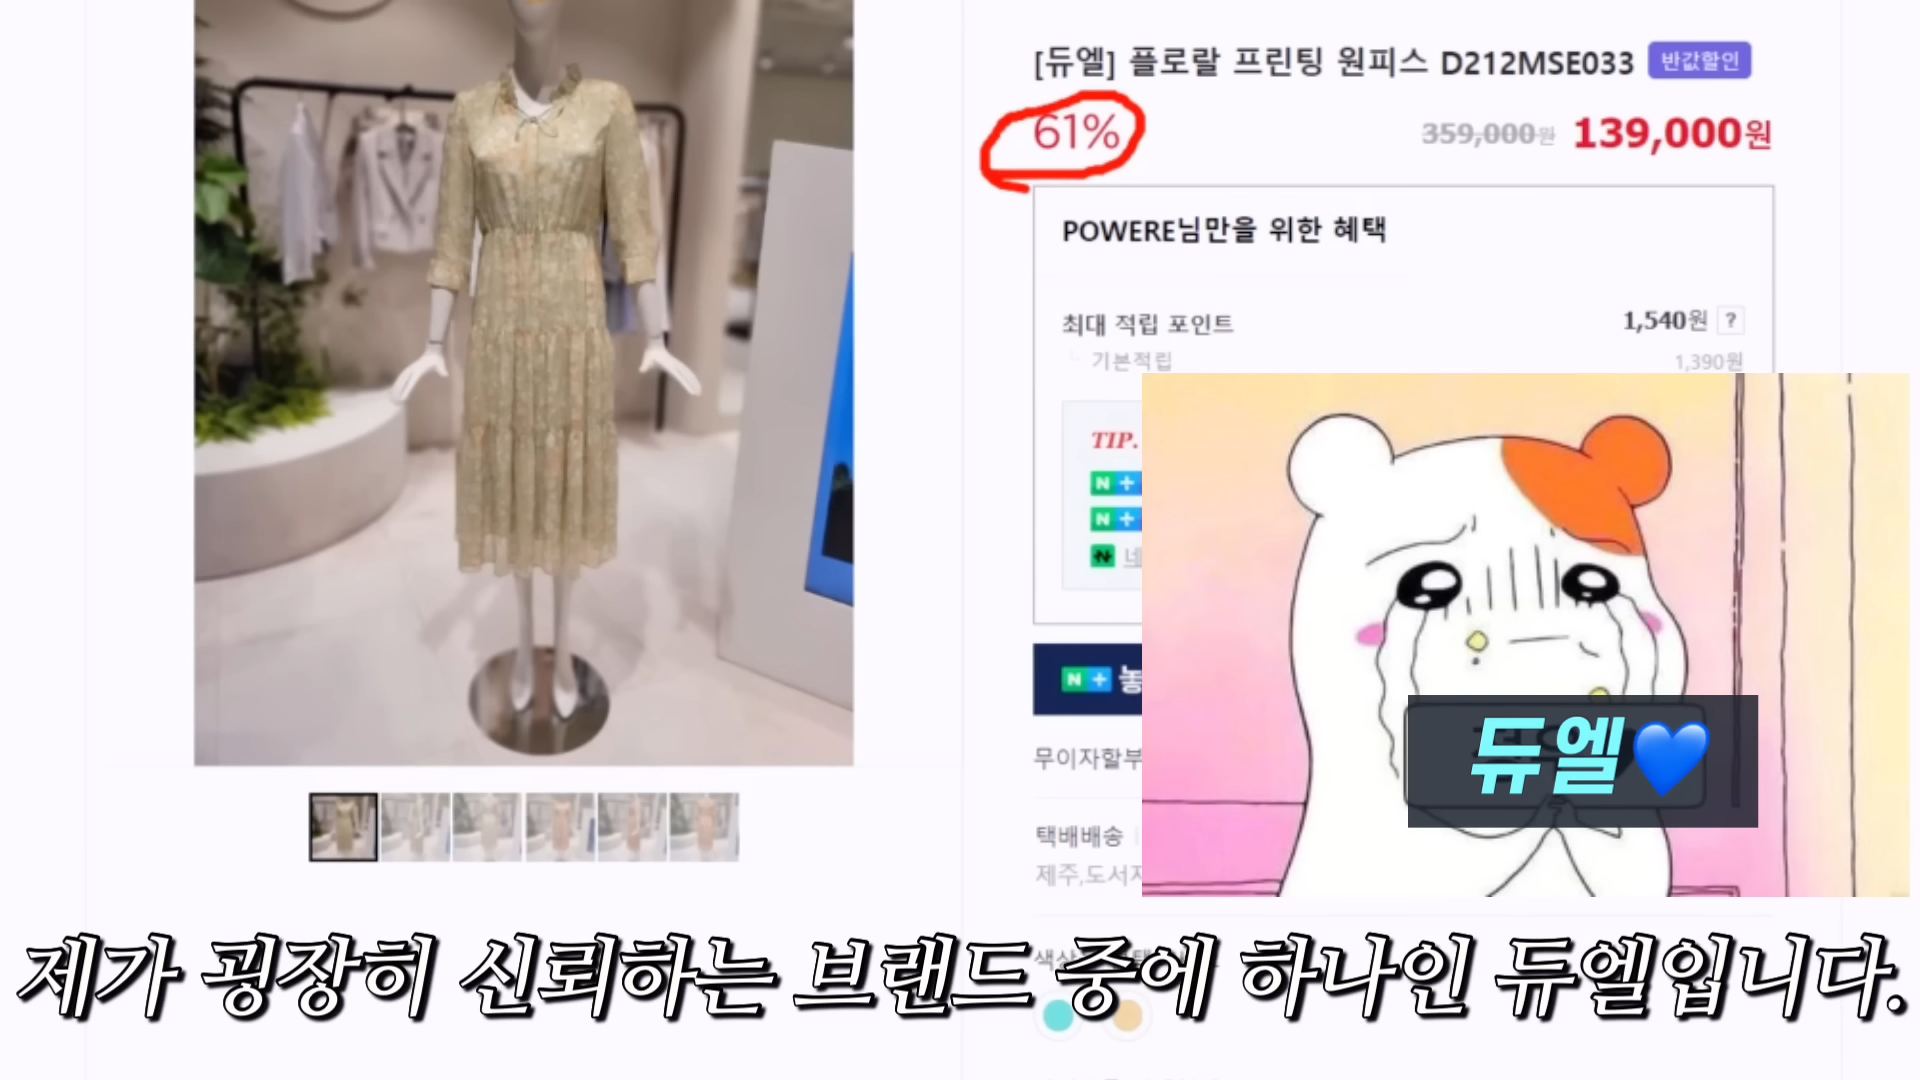 [듀엘] 플로랄 프린팅 원피스 D212MSE033 반값할인
61% 359,000원 139,000원
POWERE님만을 위한 혜택
최대 적립 포인트 1,540원 ?
기본적립 1,390원
TIP.
N +
N +
N 네
N + 놓
듀엘💙
무이자할부
택배배송
제주,도서지
색상
제가 굉장히 신뢰하는 브랜드 중에 하나인 듀엘입니다.